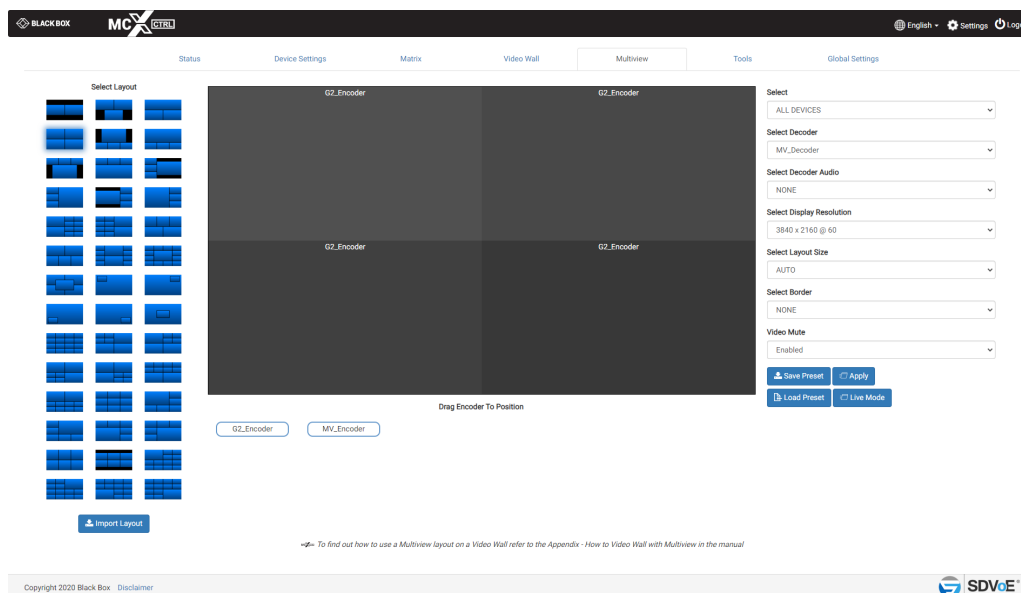 BLACK BOX MCX CTRL English Settings Log
Status Device Settings Matrix Video Wall Multiview Tools Global Settings
Select Layout
G2_Encoder G2_Encoder
G2_Encoder G2_Encoder
Select
ALL DEVICES
Select Decoder
MV_Decoder
Select Decoder Audio
NONE
Select Display Resolution
3840 x 2160 @ 60
Select Layout Size
AUTO
Select Border
NONE
Video Mute
Enabled
Save Preset Apply
Load Preset Live Mode
Drag Encoder To Position
G2_Encoder MV_Encoder
Import Layout
To find out how to use a Multiview layout on a Video Wall refer to the Appendix - How to Video Wall with Multiview in the manual
Copyright 2020 Black Box Disclaimer SDVoE